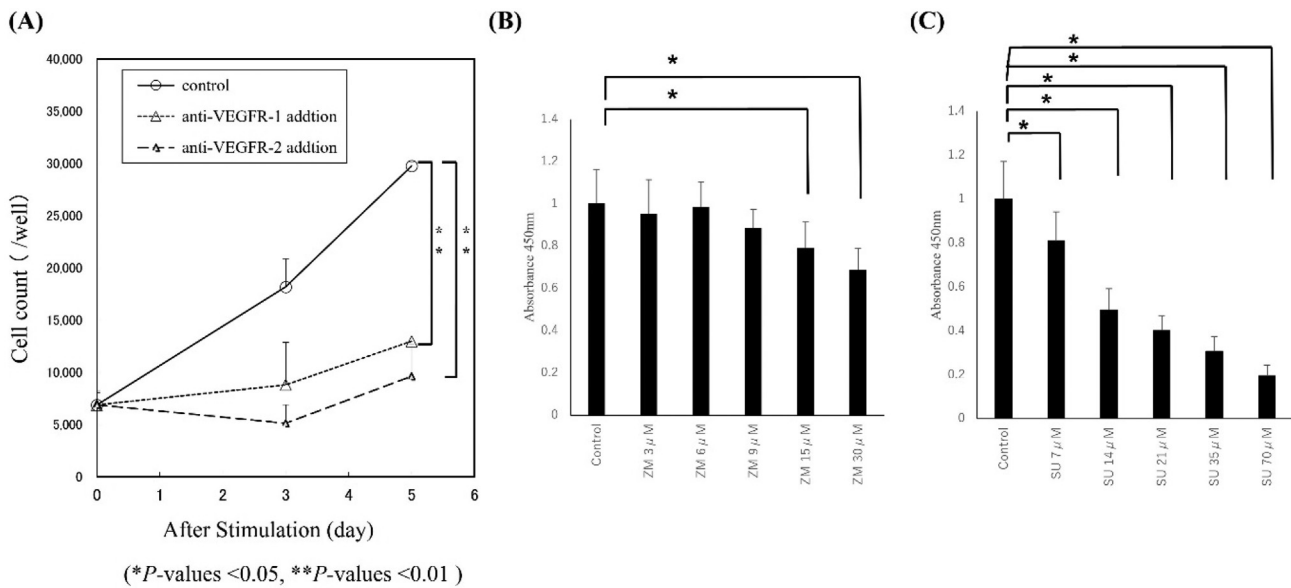 (A)
40,000
35,000
30,000
25,000
20,000
15,000
10,000
5,000
0
Cell count ( /well)
control
anti-VEGFR-1 addtion
anti-VEGFR-2 addtion
* *
* *
0 1 2 3 4 5 6
After Stimulation (day)
(*P-values <0.05, **P-values <0.01 )
(B)
*
*
1.4
1.2
1
0.8
0.6
0.4
0.2
0
Absorbance 450nm
Control
ZM 3 μ M
ZM 6 μ M
ZM 9 μ M
ZM 15 μ M
ZM 30 μ M
(C)
*
*
*
*
*
1.4
1.2
1
0.8
0.6
0.4
0.2
0
Absorbance 450nm
Control
SU 7 μ M
SU 14 μ M
SU 21 μ M
SU 35 μ M
SU 70 μ M